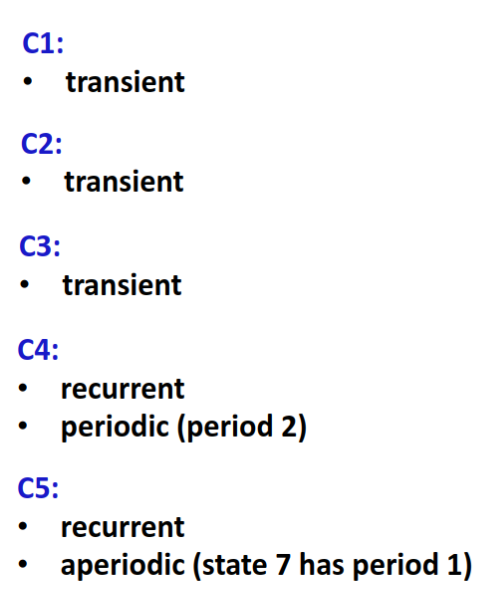 C1:
• transient
C2:
• transient
C3:
• transient
C4:
• recurrent
• periodic (period 2)
C5:
• recurrent
• aperiodic (state 7 has period 1)